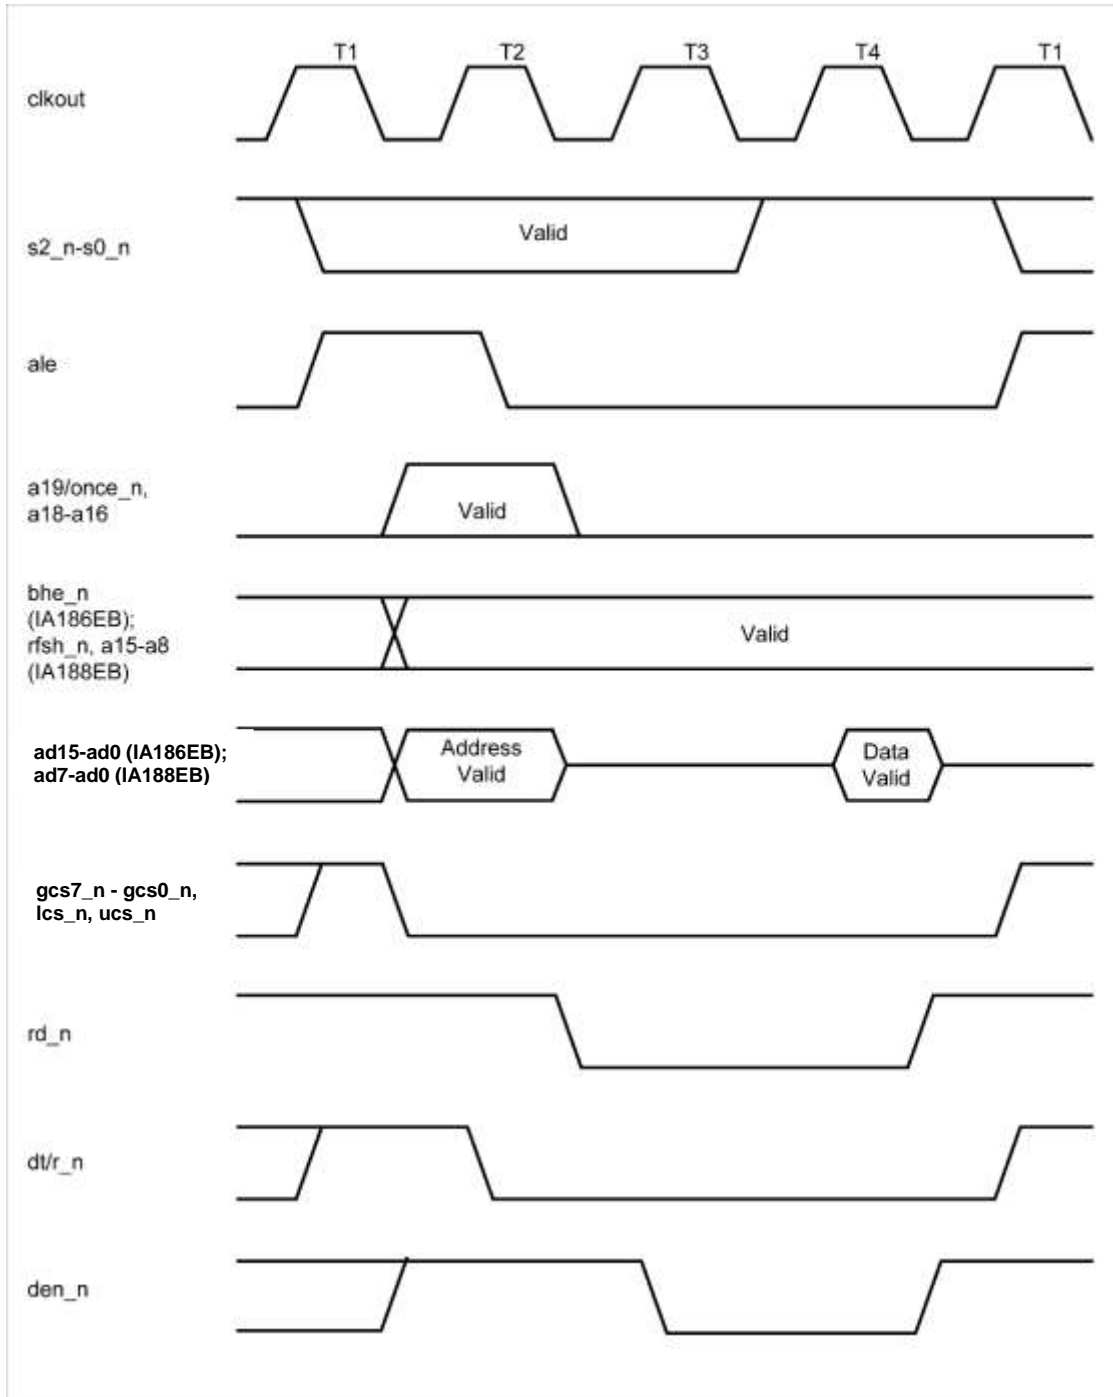 T1 T2 T3 T4 T1
clkout
s2_n-s0_n
Valid
ale
a19/once_n,
a18-a16
Valid
bhe_n
(IA186EB);
rfsh_n, a15-a8
(IA188EB)
Valid
ad15-ad0 (IA186EB);
ad7-ad0 (IA188EB)
Address
Valid
Data
Valid
gcs7_n - gcs0_n,
lcs_n, ucs_n
rd_n
dt/r_n
den_n